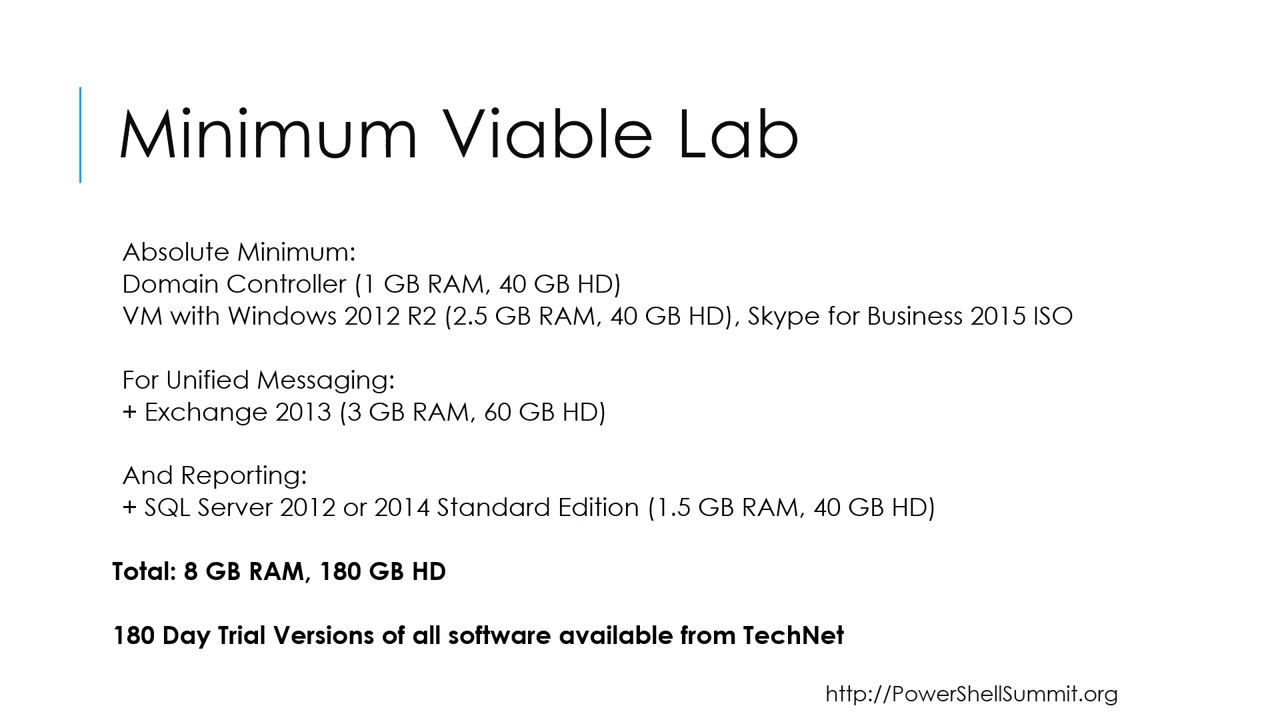 Minimum Viable Lab
Absolute Minimum:
Domain Controller (1 GB RAM, 40 GB HD)
VM with Windows 2012 R2 (2.5 GB RAM, 40 GB HD), Skype for Business 2015 ISO
For Unified Messaging:
+ Exchange 2013 (3 GB RAM, 60 GB HD)
And Reporting:
+ SQL Server 2012 or 2014 Standard Edition (1.5 GB RAM, 40 GB HD)
Total: 8 GB RAM, 180 GB HD
180 Day Trial Versions of all software available from TechNet
http://PowerShellSummit.org